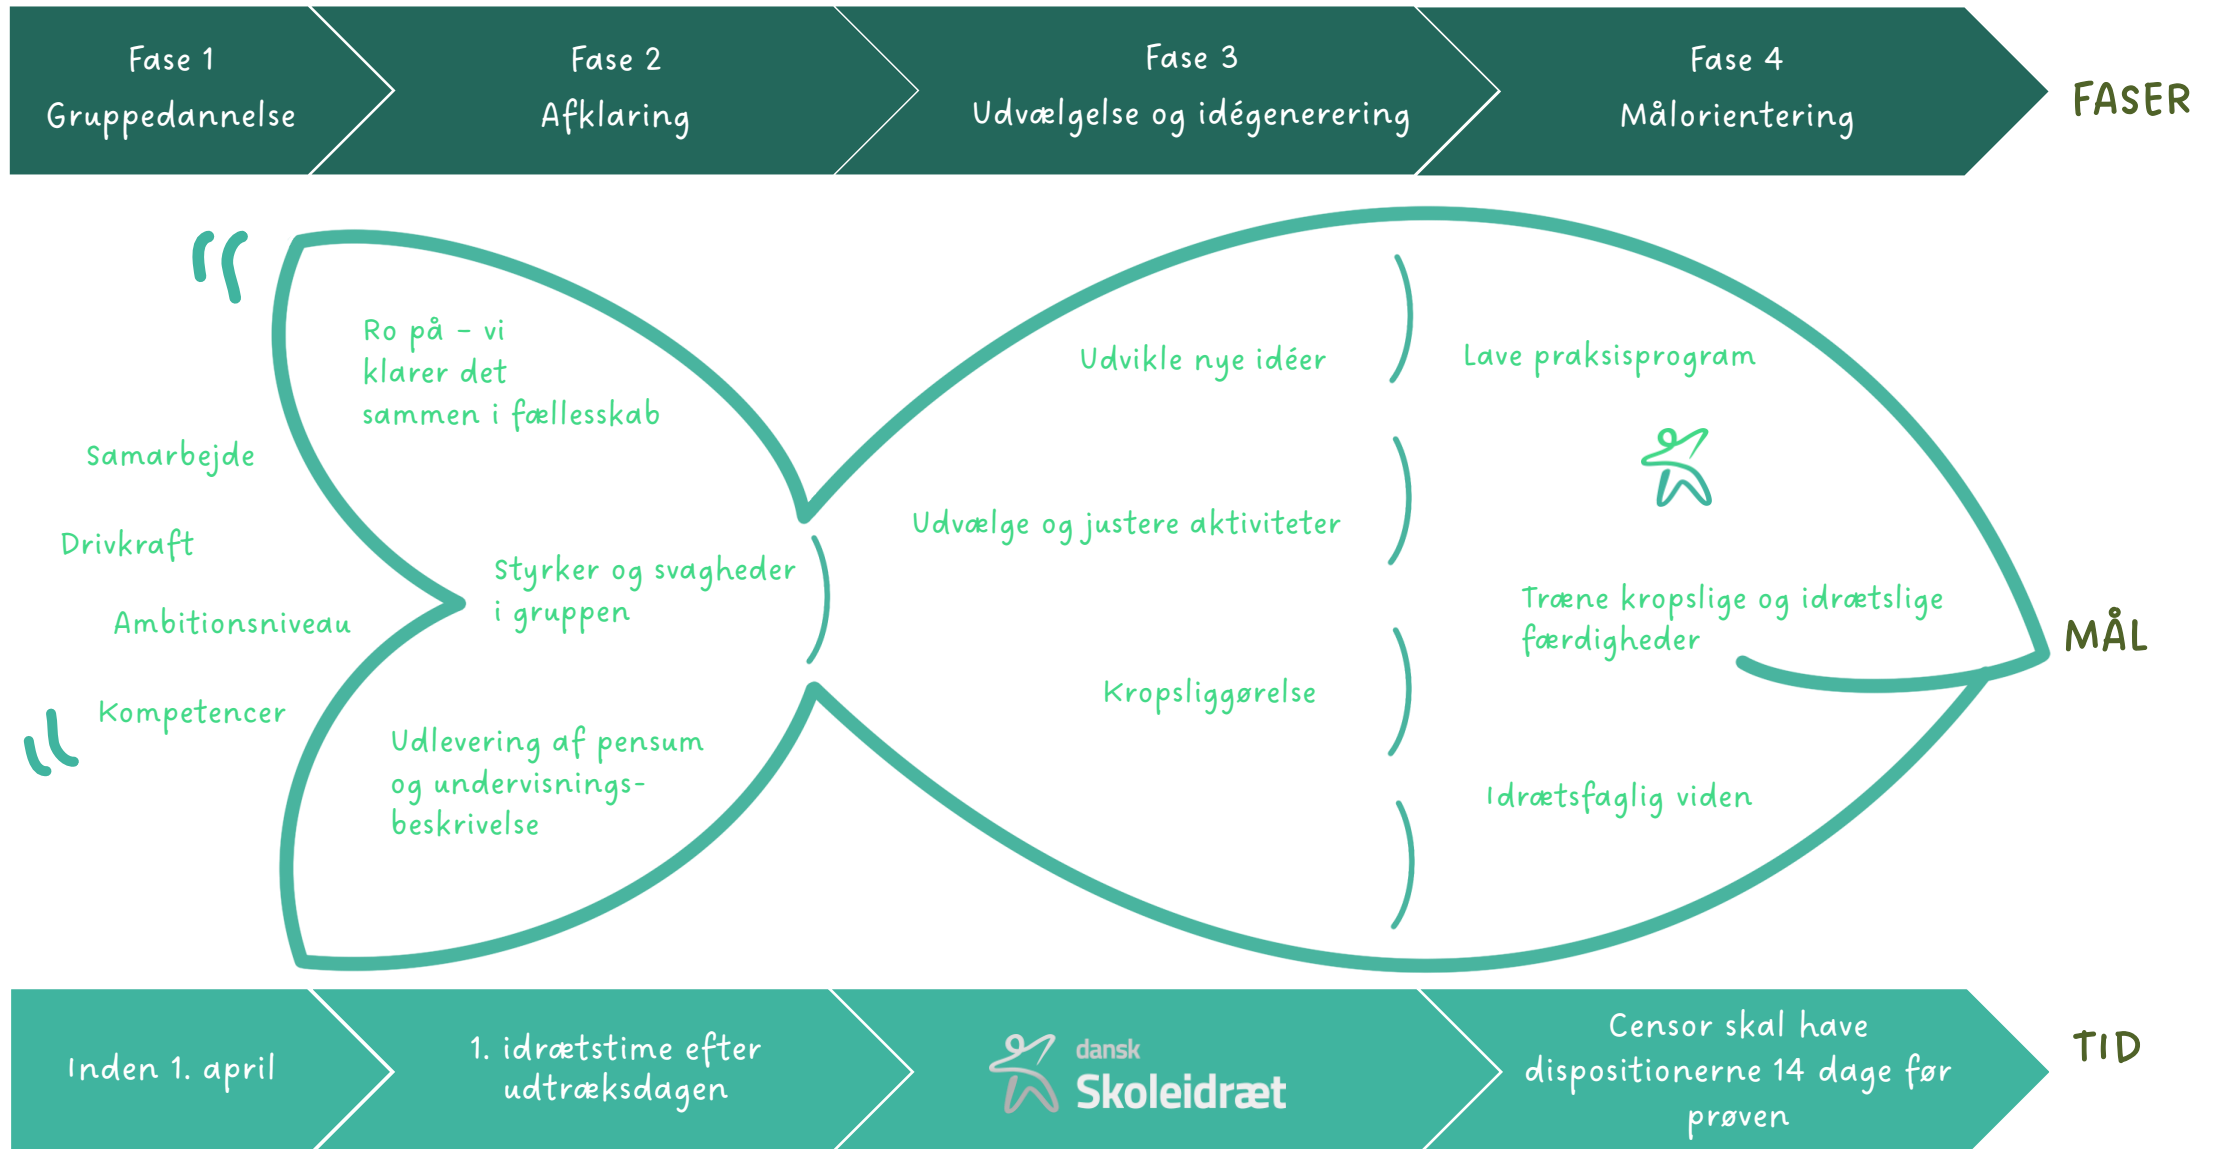 Fase 1
Gruppedannelse
Fase 2
Afklaring
Fase 3
Udvælgelse og idégenerering
Fase 4
Målorientering
FASER
Samarbejde
Drivkraft
Ambitionsniveau
Kompetencer
Ro på - vi
klarer det
sammen i fællesskab
Styrker og svagheder
i gruppen
Udlevering af pensum
og undervisnings-
beskrivelse
Udvikle nye idéer
Udvælge og justere aktiviteter
Kropsliggørelse
Lave praksisprogram
Træne kropslige og idrætslige
færdigheder
Idrætsfaglig viden
MÅL
Inden 1. april
1. idrætstime efter
udtræksdagen
dansk
Skoleidræt
Censor skal have
dispositionerne 14 dage før
prøven
TID